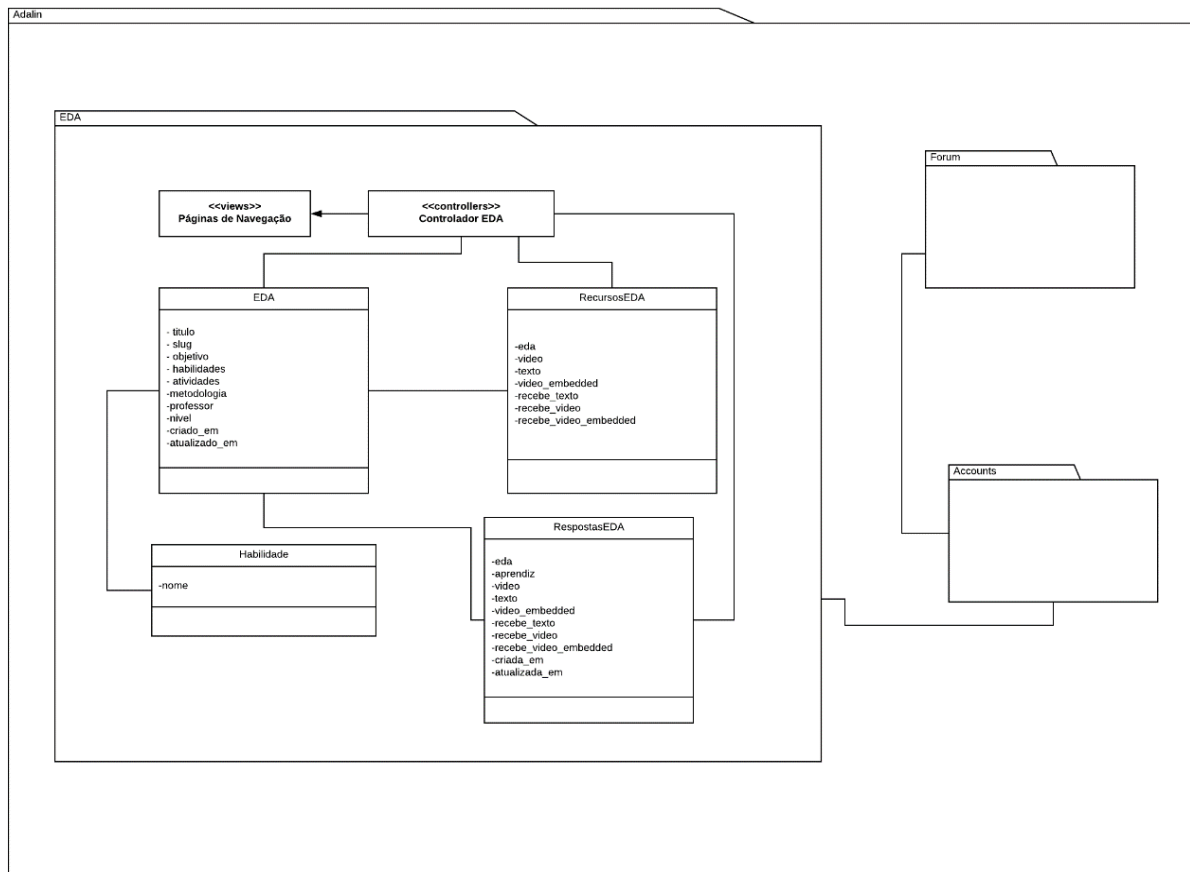 Adalin
EDA
Forum
<<views>>
Páginas de Navegação
<<controllers>>
Controlador EDA
EDA
- titulo
- slug
- objetivo
- habilidades
- atividades
-metodologia
-professor
-nivel
-criado_em
-atualizado_em
RecursosEDA
-eda
-video
-texto
-video_embedded
-recebe_texto
-recebe_video
-recebe_video_embedded
Accounts
Habilidade
-nome
RespostasEDA
-eda
-aprendiz
-video
-texto
-video_embedded
-recebe_texto
-recebe_video
-recebe_video_embedded
-criada_em
-atualizada_em